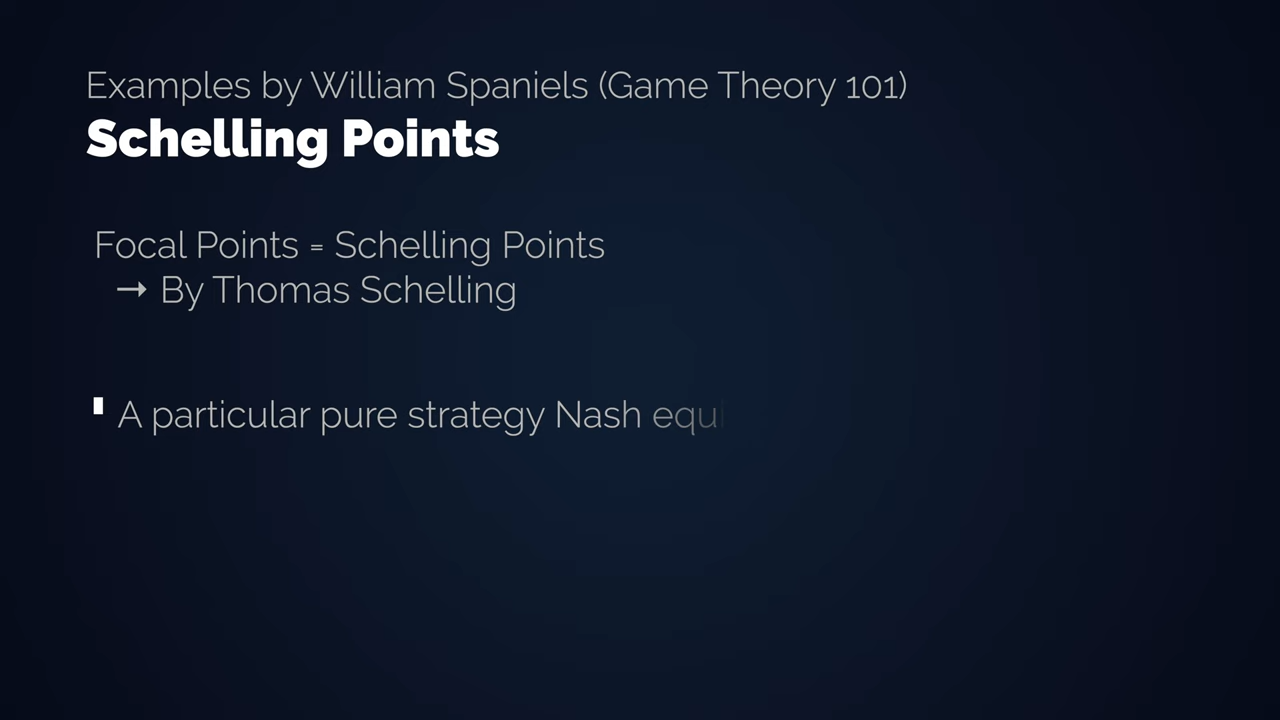 Examples by William Spaniels (Game Theory 101)
Schelling Points
Focal Points = Schelling Points
→ By Thomas Schelling
A particular pure strategy Nash equi